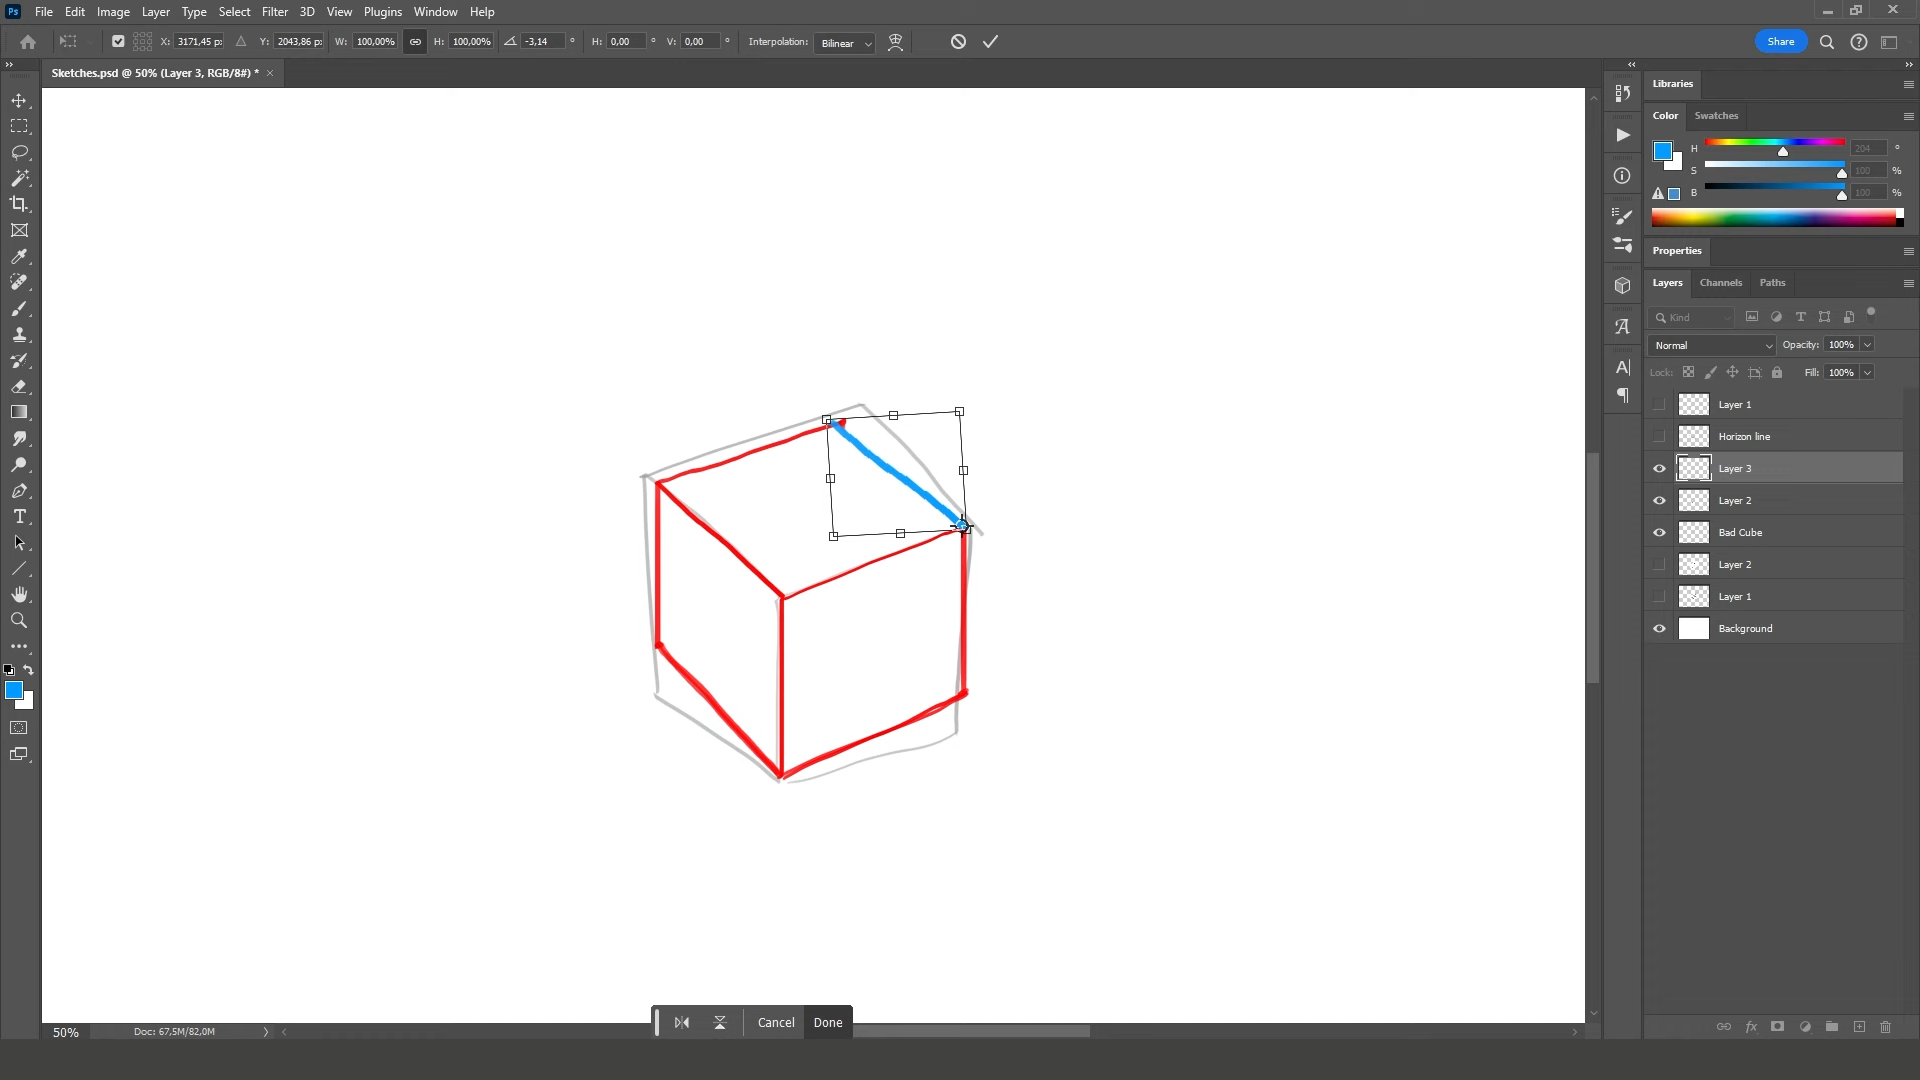 Ps File Edit Image Layer Type Select Filter 3D View Plugins Window Help
X: 3171,45 p: Y: 2043,86 p: W: 100,00% H: 100,00% -3,14 ° H: 0,00 ° V: 0,00 ° Interpolation: Bilinear Share
Sketches.psd @ 50% (Layer 3, RGB/8#) * ×
Libraries
Color Swatches
H 204 °
S 100 %
B 100 %
Properties
Layers Channels Paths
Kind
Normal Opacity: 100%
Lock: Fill: 100%
Layer 1
Horizon line
Layer 3
Layer 2
Bad Cube
Layer 2
Layer 1
Background
Cancel Done
50% Doc: 67,5M/82,0M